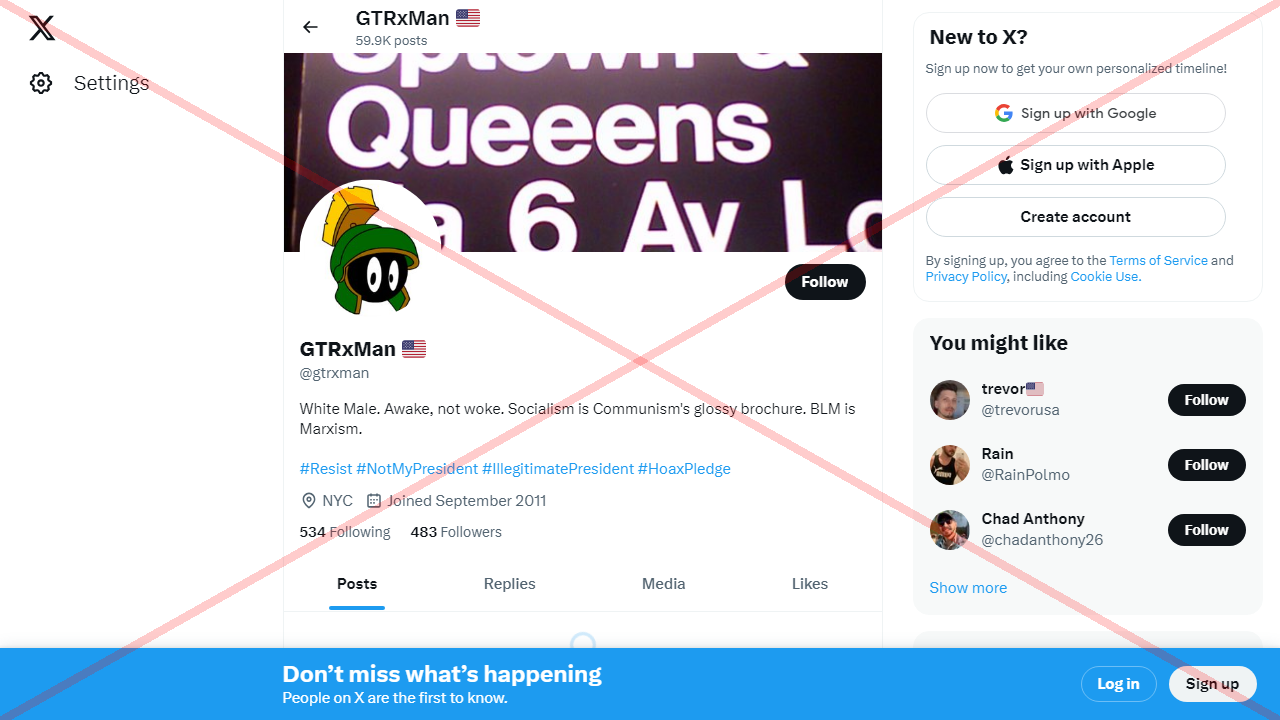 GTRxMan
59.9K posts
Settings
Uptown &
Queeens
6 Av Lo
GTRxMan
@gtrxman
Follow
White Male. Awake, not woke. Socialism is Communism's glossy brochure. BLM is
Marxism.
#Resist #NotMyPresident #IllegitimatePresident #HoaxPledge
NYC Joined September 2011
534 Following 483 Followers
Posts Replies Media Likes
New to X?
Sign up now to get your own personalized timeline!
Sign up with Google
Sign up with Apple
Create account
By signing up, you agree to the Terms of Service and
Privacy Policy, including Cookie Use.
You might like
trevor
@trevorusa
Follow
Rain
@RainPolmo
Follow
Chad Anthony
@chadanthony26
Follow
Show more
Don’t miss what’s happening
People on X are the first to know.
Log in
Sign up